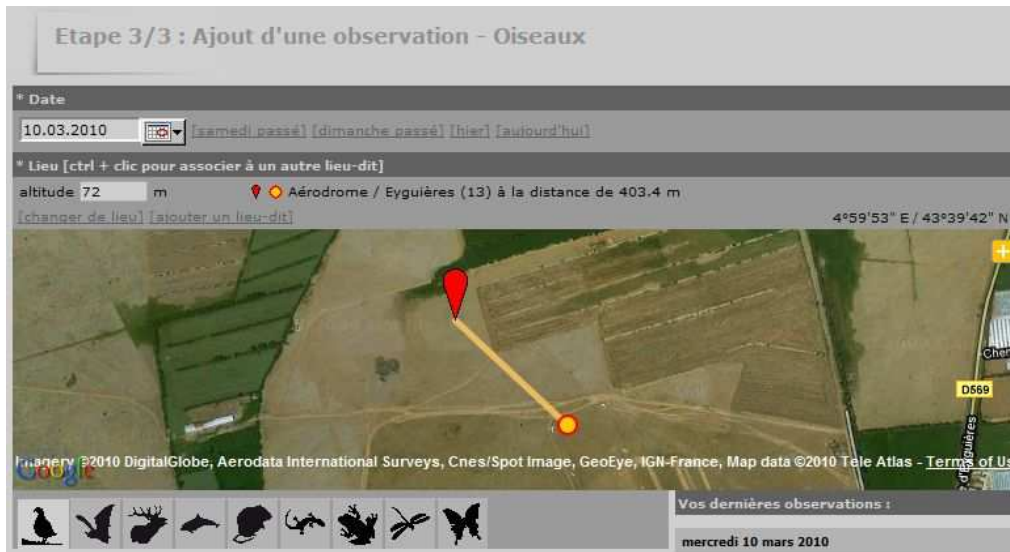 Etape 3/3 : Ajout d'une observation - Oiseaux
* Date
10.03.2010 [samedi passé] [dimanche passé] [hier] [aujourd'hui]
* Lieu [ctrl + clic pour associer à un autre lieu-dit]
altitude 72 m Aérodrome / Eyguières (13) à la distance de 403.4 m
[changer de lieu] [ajouter un lieu-dit] 4°59'53" E / 43°39'42" N
Cher
D569
d'Eyguières
Imagery ©2010 DigitalGlobe, Aerodata International Surveys, Cnes/Spot Image, GeoEye, IGN-France, Map data ©2010 Tele Atlas - Terms of Us
Google
Vos dernières observations :
mercredi 10 mars 2010